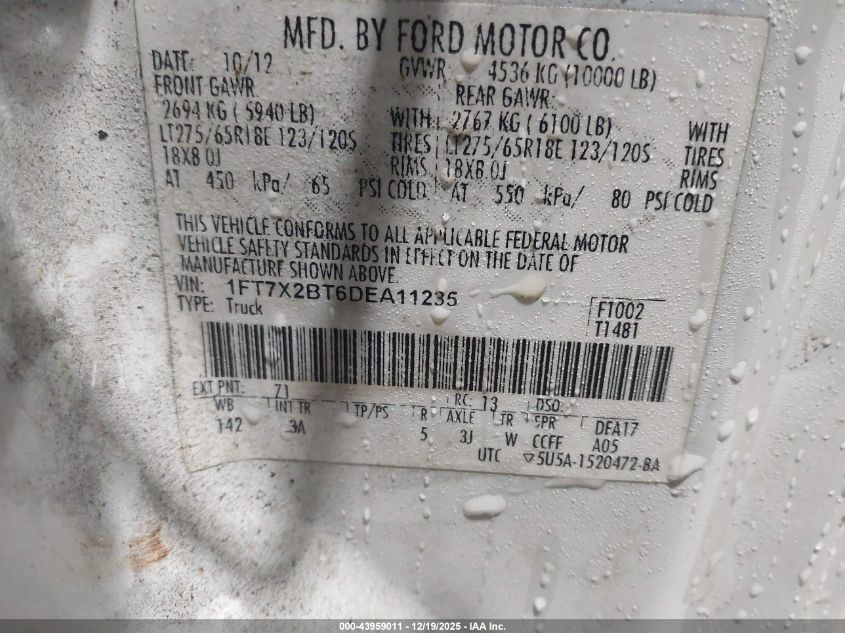 MFD. BY FORD MOTOR CO.
DATE: 10/12 GVWR: 4536 KG (10000 LB)
FRONT GAWR: REAR GAWR:
2694 KG ( 5940 LB) WITH 2767 KG ( 6100 LB) WITH
LT275/65R18E 123/120S TIRES LT275/65R18E 123/120S TIRES
18X8.0J RIMS 18X8.0J RIMS
AT 450 kPa/ 65 PSI COLD AT 550 kPa/ 80 PSI COLD
THIS VEHICLE CONFORMS TO ALL APPLICABLE FEDERAL MOTOR
VEHICLE SAFETY STANDARDS IN EFFECT ON THE DATE OF
MANUFACTURE SHOWN ABOVE.
VIN: 1FT7X2BT6DEA11235 FT002
TYPE: Truck T1481
EXT PNT: 71 RC: 13 DSO:
WB INT TR TP/PS R AXLE TR SPR DEA17
142 3A 5 3J W CCFF A05
UTC ▽5U5A-1520472-BA
000-43959011 - 12/19/2025 - IAA Inc.